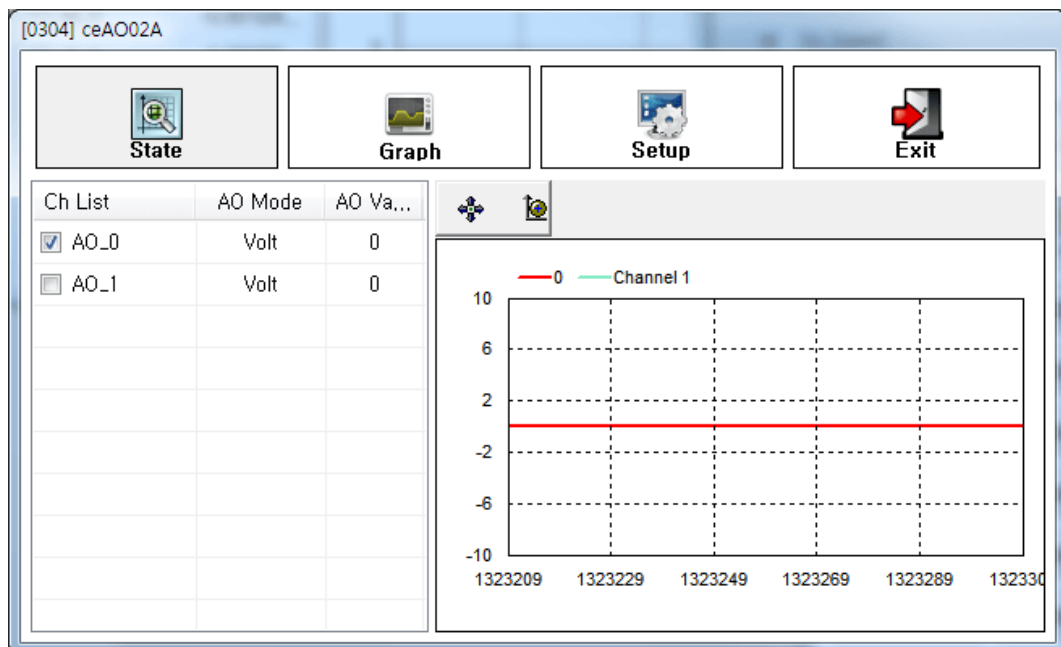 [0304] ceAO02A
State Graph Setup Exit
Ch List AO Mode AO Va...
AO_0 Volt 0
AO_1 Volt 0
0 Channel 1
10
6
2
-2
-6
-10
1323209 1323229 1323249 1323269 1323289 132330